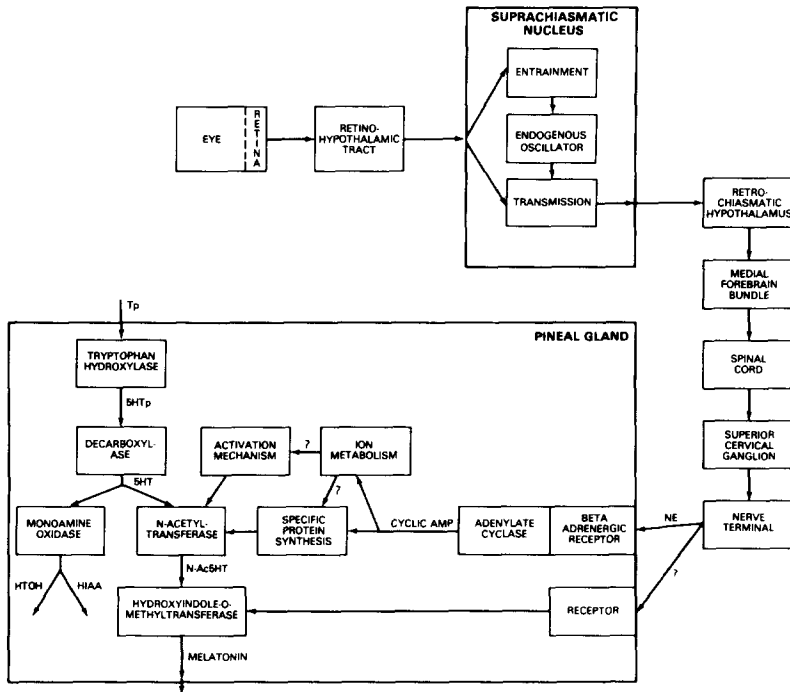 SUPRACHIASMATIC
NUCLEUS
ENTRAINMENT
EYE
RETINA
RETINO-
HYPOTHALAMIC
TRACT
ENDOGENOUS
OSCILLATOR
TRANSMISSION
RETRO-
CHIASMATIC
HYPOTHALAMUS
MEDIAL
FOREBRAIN
BUNDLE
SPINAL
CORD
SUPERIOR
CERVICAL
GANGLION
NERVE
TERMINAL
NE
?
PINEAL GLAND
Tp
TRYPTOPHAN
HYDROXYLASE
5HTp
DECARBOXYL-
ASE
5HT
ACTIVATION
MECHANISM
?
ION
METABOLISM
?
MONOAMINE
OXIDASE
N-ACETYL-
TRANSFERASE
SPECIFIC
PROTEIN
SYNTHESIS
CYCLIC AMP
ADENYLATE
CYCLASE
BETA
ADRENERGIC
RECEPTOR
HTOH
HIAA
N-Ac5HT
HYDROXYINDOLE-O-
METHYLTRANSFERASE
RECEPTOR
MELATONIN